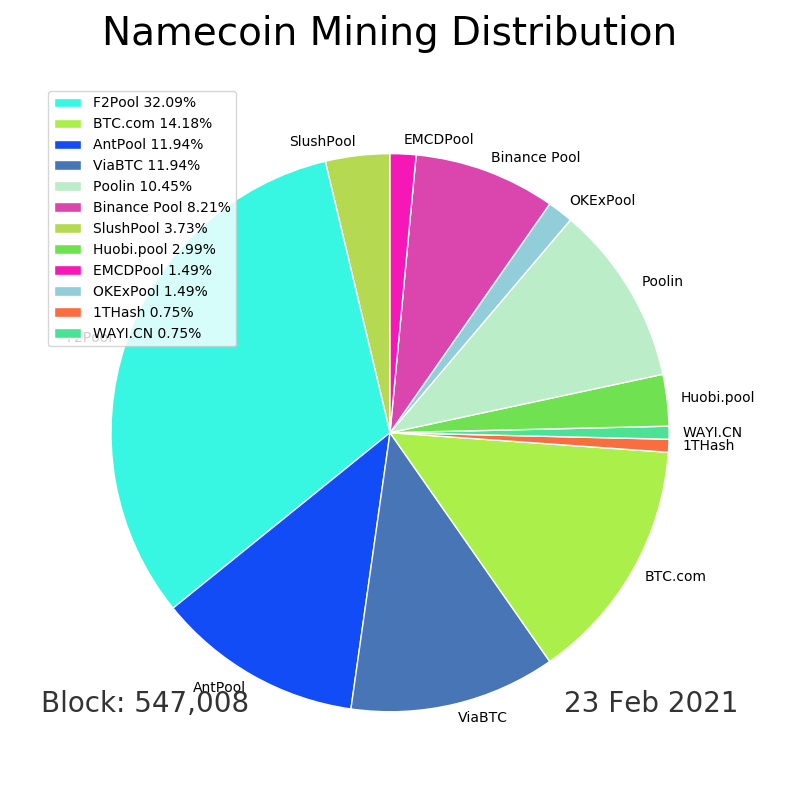 Namecoin Mining Distribution
F2Pool 32.09%
BTC.com 14.18%
AntPool 11.94%
ViaBTC 11.94%
Poolin 10.45%
Binance Pool 8.21%
SlushPool 3.73%
Huobi.pool 2.99%
EMCDPool 1.49%
OKExPool 1.49%
1THash 0.75%
WAYI.CN 0.75%
SlushPool
EMCDPool
Binance Pool
OKExPool
Poolin
F2Pool
Huobi.pool
WAYI.CN
1THash
BTC.com
AntPool
ViaBTC
Block: 547,008
23 Feb 2021